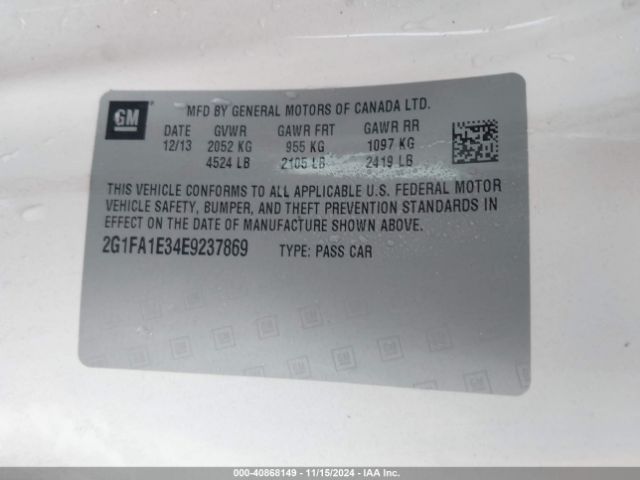 GM
MFD BY GENERAL MOTORS OF CANADA LTD.
DATE GVWR GAWR FRT GAWR RR
12/13 2052 KG 955 KG 1097 KG
4524 LB 2105 LB 2419 LB
THIS VEHICLE CONFORMS TO ALL APPLICABLE U.S. FEDERAL MOTOR
VEHICLE SAFETY, BUMPER, AND THEFT PREVENTION STANDARDS IN
EFFECT ON THE DATE OF MANUFACTURE SHOWN ABOVE.
2G1FA1E34E9237869 TYPE: PASS CAR
000-40868149 - 11/15/2024 - IAA Inc.